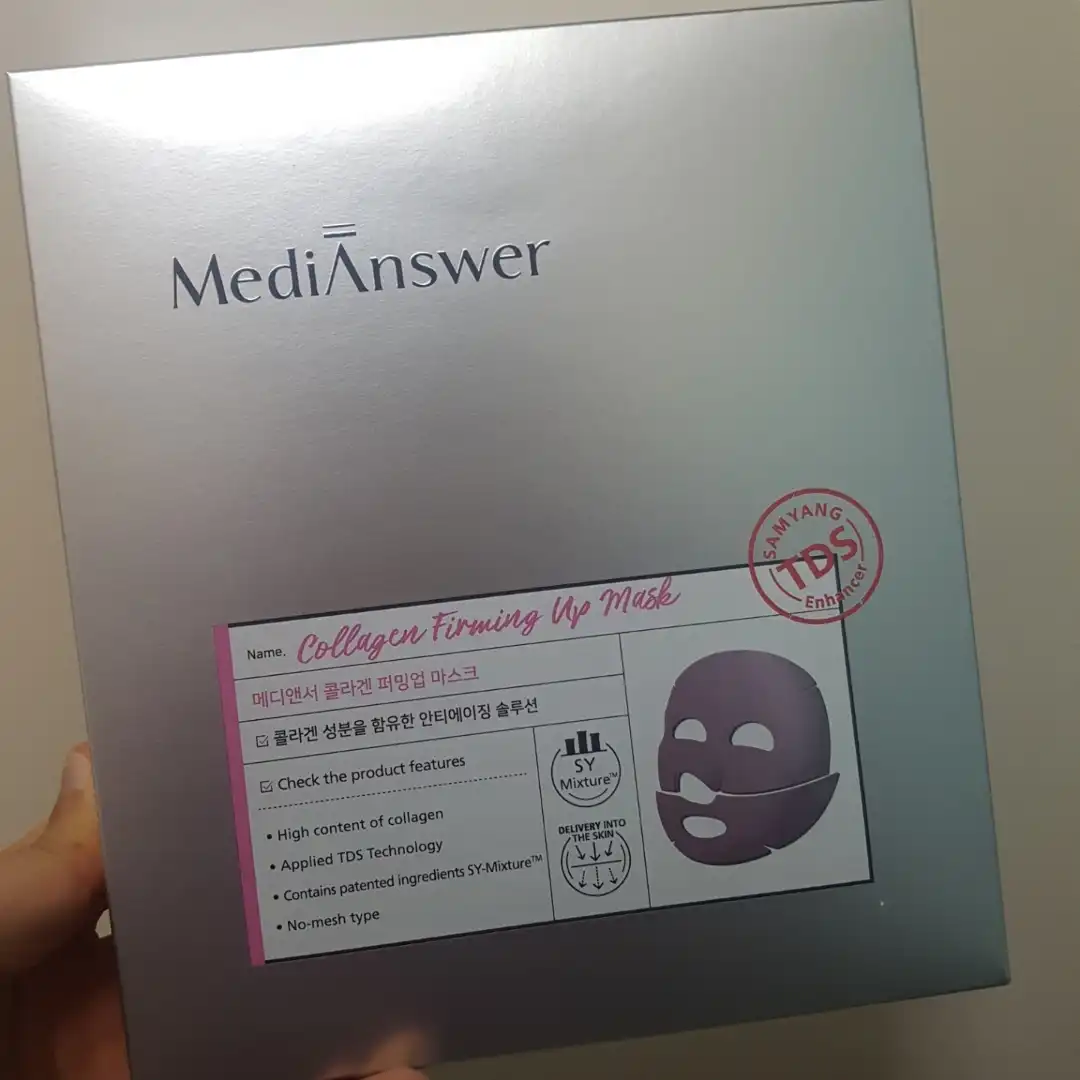 MediAnswer
SAMYANG
TDS
Enhancer
Name. Collagen Firming Up Mask
메디앤서 콜라겐 퍼밍업 마스크
☑ 콜라겐 성분을 함유한 안티에이징 솔루션
☑ Check the product features
• High content of collagen
• Applied TDS Technology
• Contains patented ingredients SY-Mixture™
• No-mesh type
SY
Mixture™
DELIVERY INTO
THE SKIN